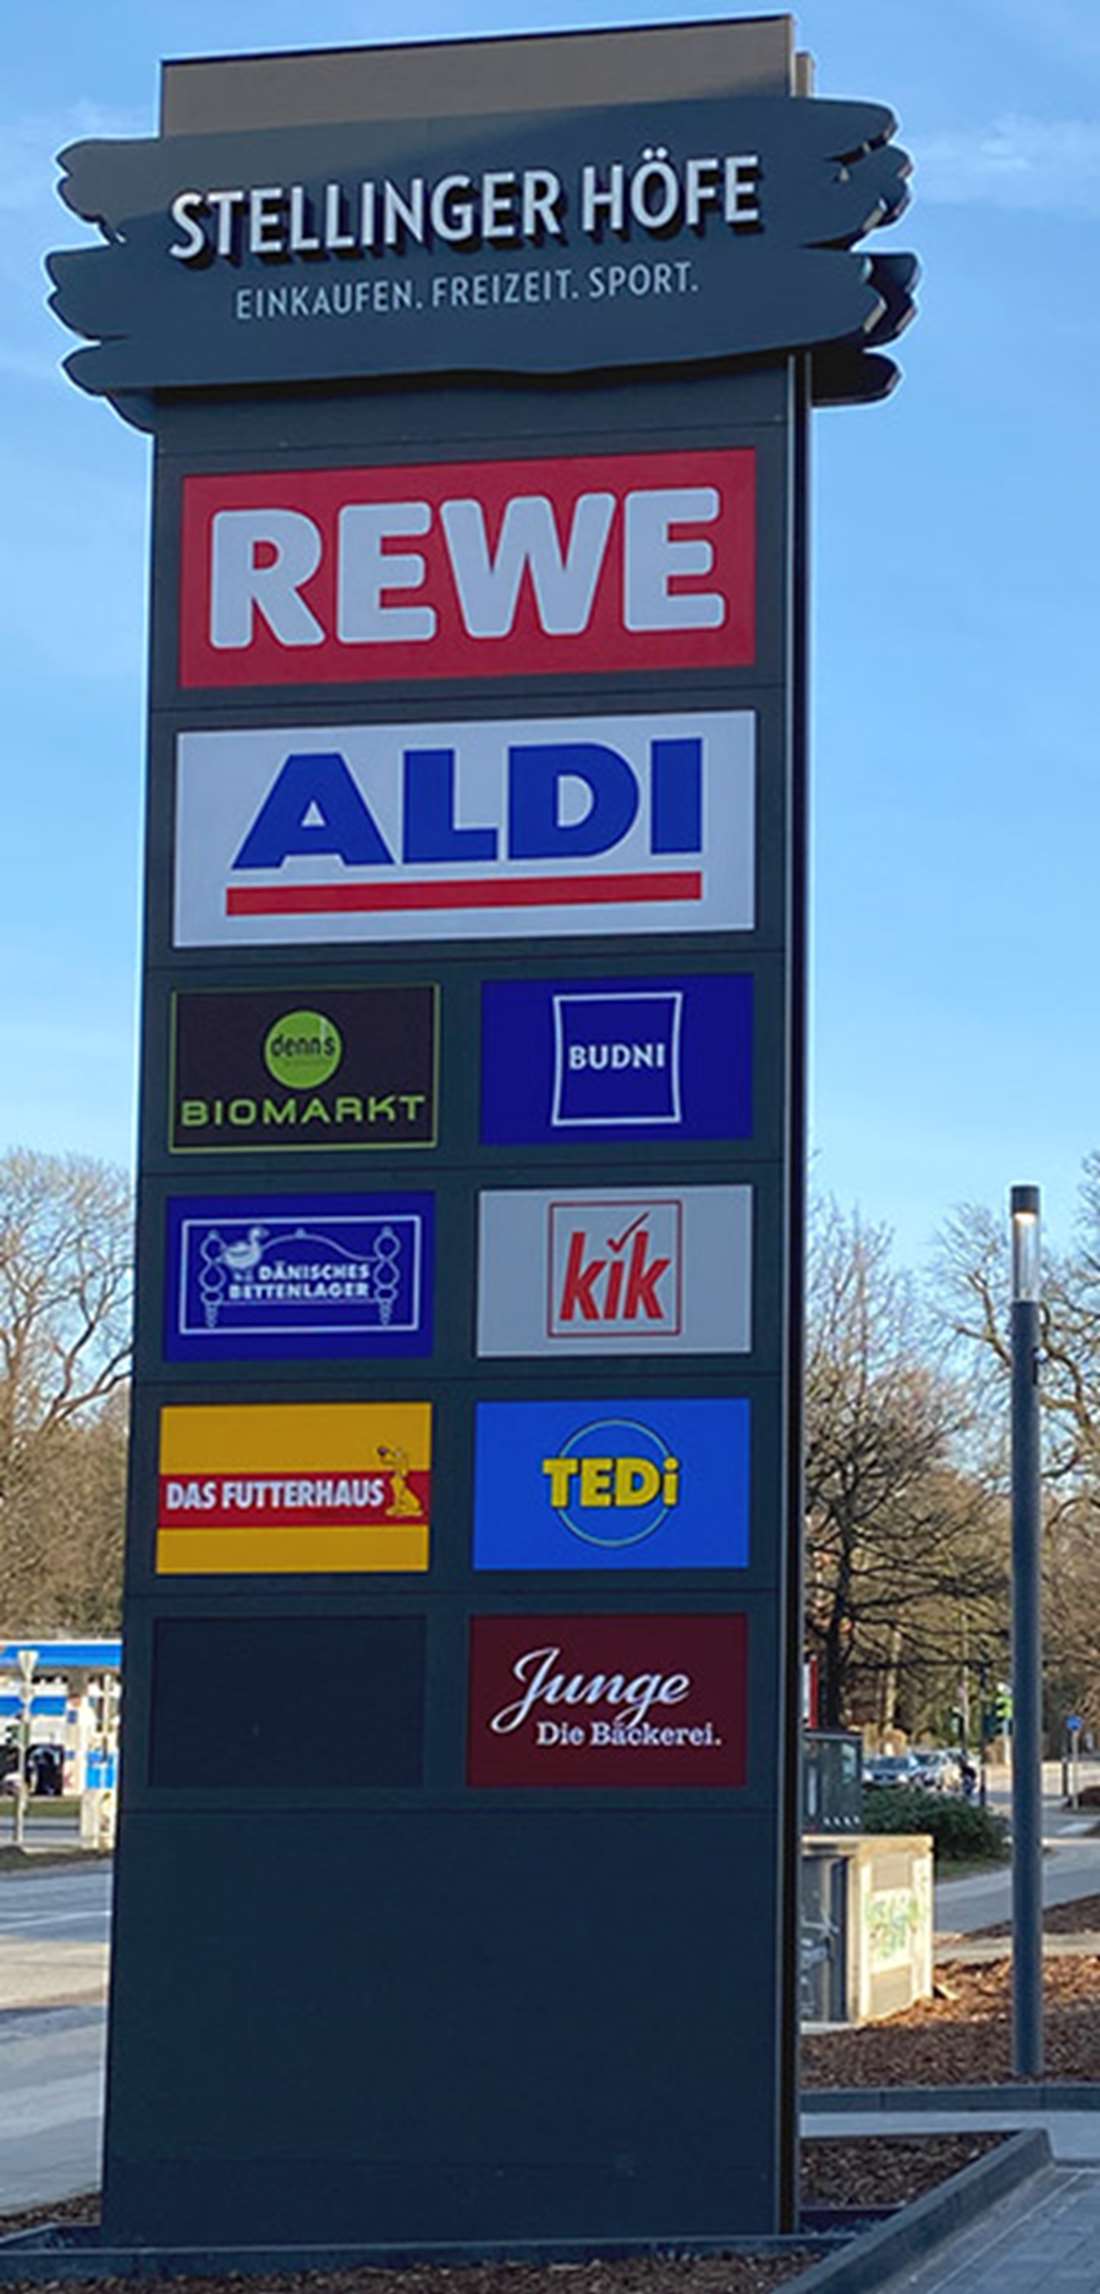 STELLINGER HÖFE
EINKAUFEN. FREIZEIT. SPORT.
REWE
ALDI
denn's
BIOMARKT
BUDNI
DÄNISCHES
BETTENLAGER
kik
DAS FUTTERHAUS
TEDi
Junge
Die Bäckerei.